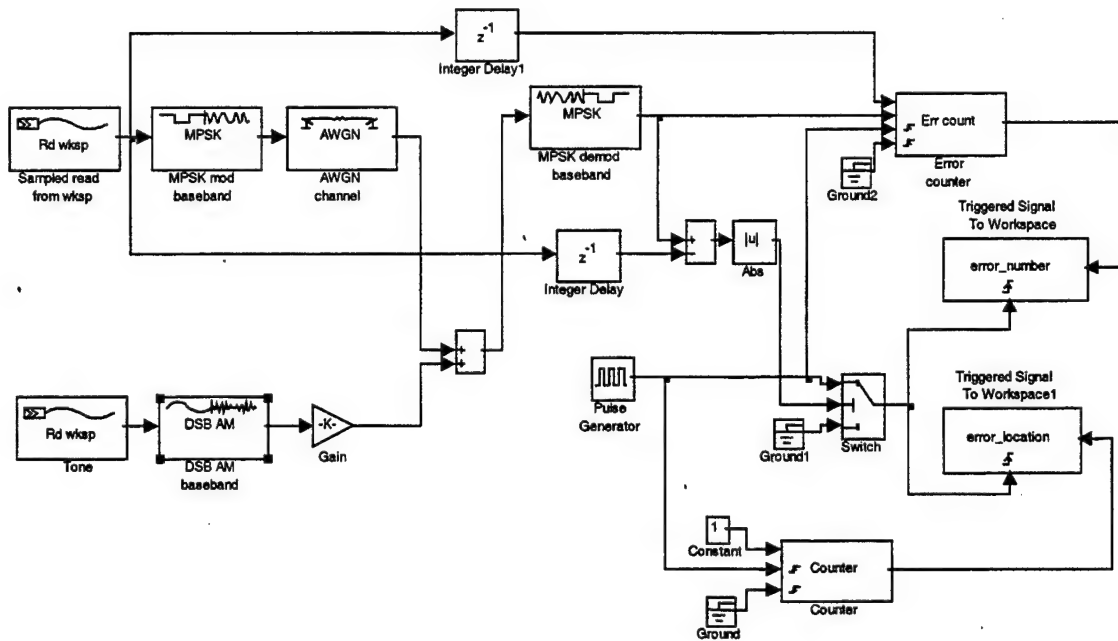 z⁻¹
Integer Delay1
Rd wksp
Sampled read
from wksp
MPSK
MPSK mod
baseband
AWGN
AWGN
channel
MPSK
MPSK demod
baseband
Err count
Error
counter
Ground2
z⁻¹
Integer Delay
+
−
|u|
Abs
Triggered Signal
To Workspace
error_number
+
+
Pulse
Generator
Ground1
Switch
Triggered Signal
To Workspace1
error_location
Rd wksp
Tone
DSB AM
DSB AM
baseband
-K-
Gain
1
Constant
Ground
Counter
Counter